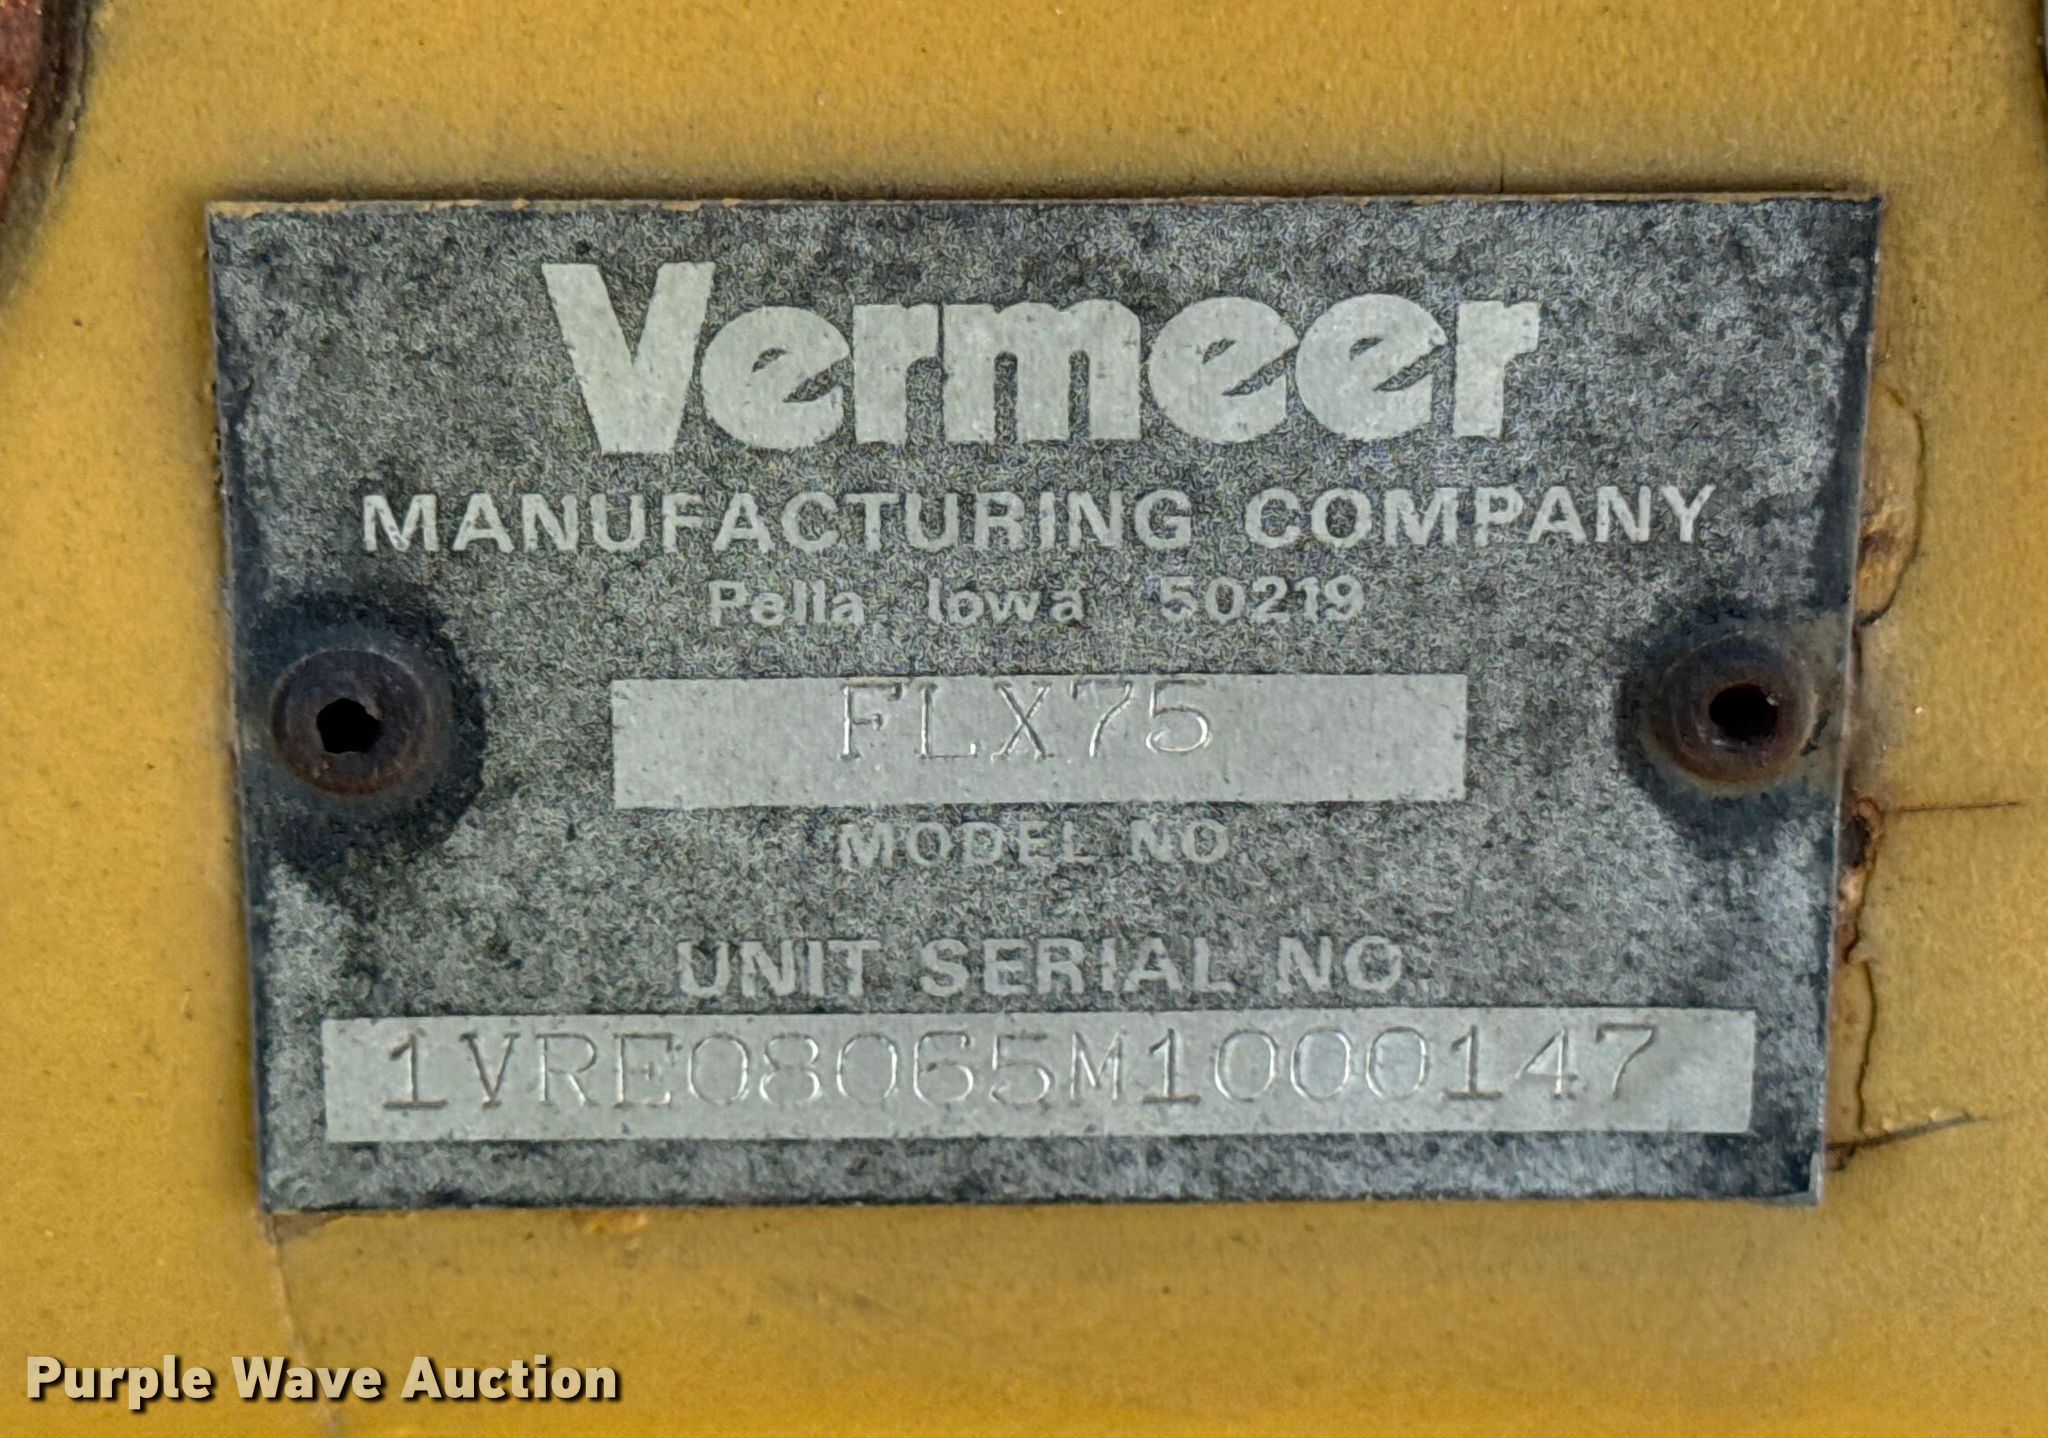 Vermeer
MANUFACTURING COMPANY
Pella Iowa 50219
FLX75
MODEL NO.
UNIT SERIAL NO.
1VRE08065M1000147
Purple Wave Auction